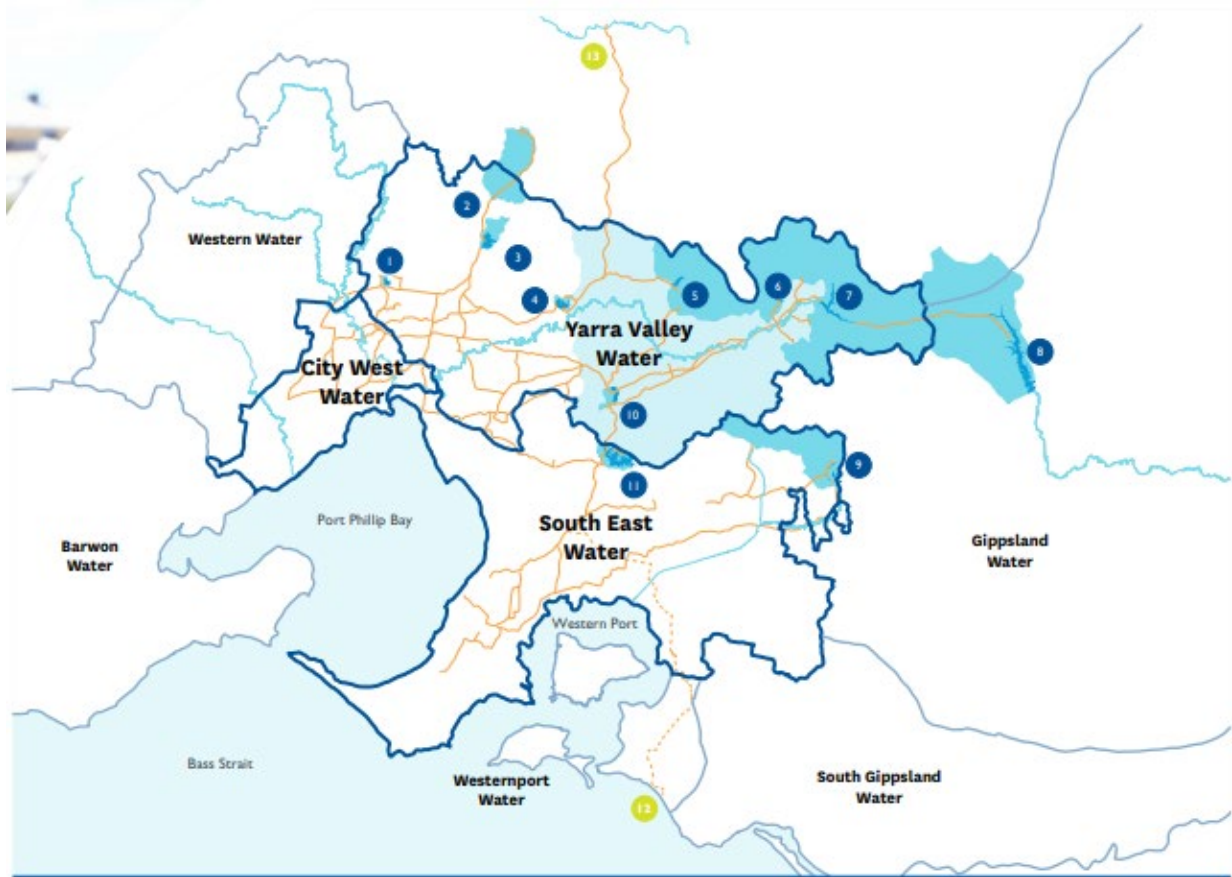 13
2
Western Water
1
3
6
5
7
4
Yarra Valley
Water
8
City West
Water
10
9
11
Port Phillip Bay
South East
Water
Barwon
Water
Gippsland
Water
Western Port
Bass Strait
Westernport
Water
South Gippsland
Water
12